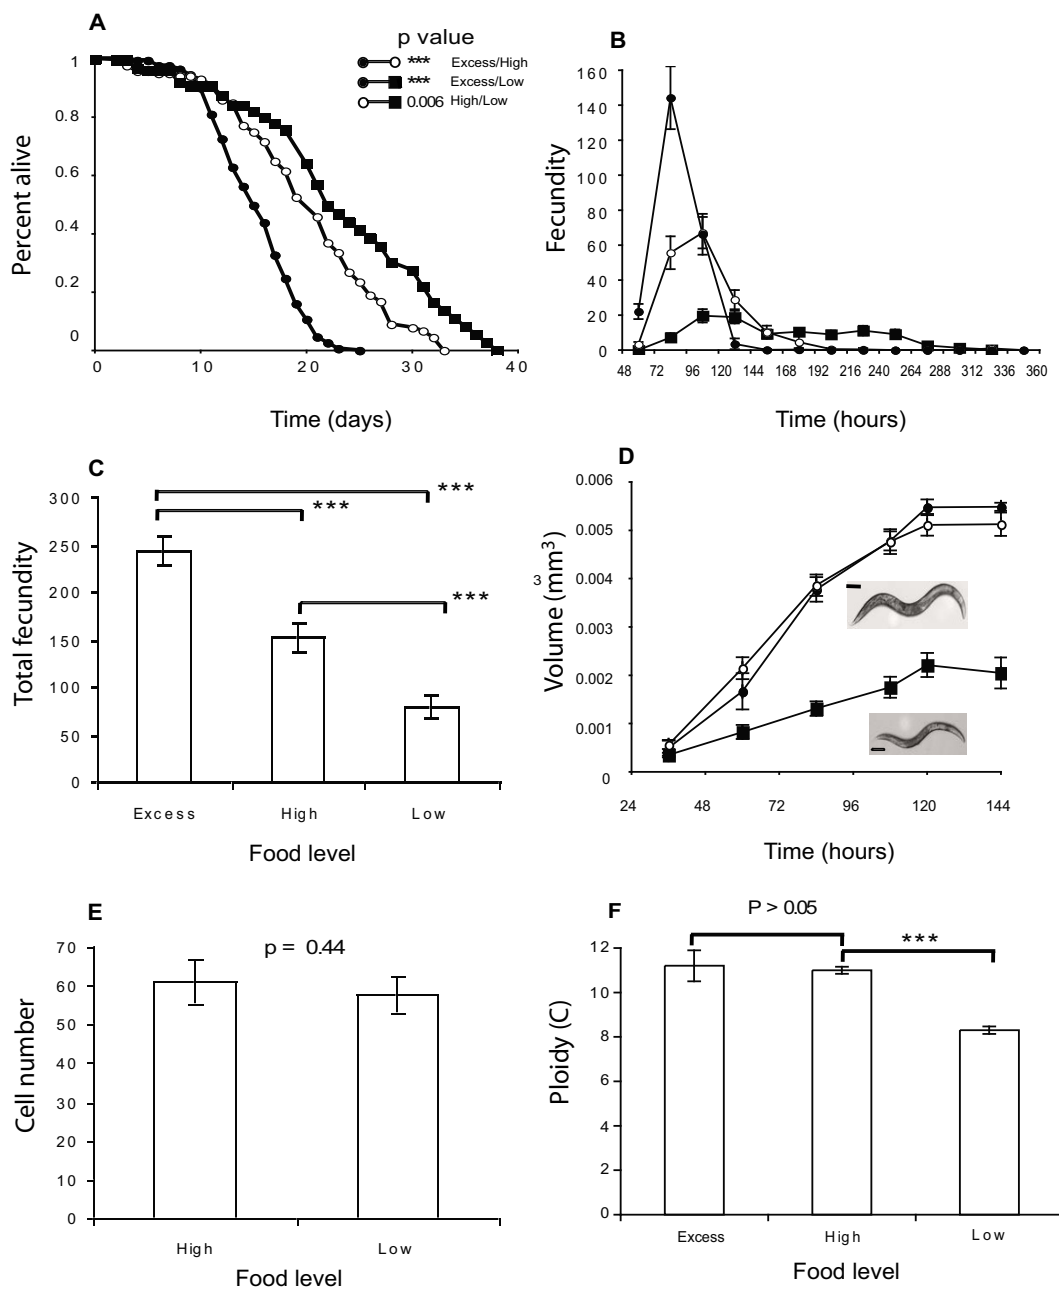 A
p value
*** Excess/High
*** Excess/Low
0.006 High/Low
Percent alive
1
0.8
0.6
0.4
0.2
0
0 10 20 30 40
Time (days)
B
Fecundity
160
140
120
100
80
60
40
20
0
48 72 96 120 144 168 192 216 240 264 288 312 336 360
Time (hours)
C
Total fecundity
300
250
200
150
100
50
0
***
***
***
Excess High Low
Food level
D
Volume (mm3)
3
0.006
0.005
0.004
0.003
0.002
0.001
0
24 48 72 96 120 144
Time (hours)
E
Cell number
70
60
50
40
30
20
10
0
p = 0.44
High Low
Food level
F
Ploidy (C)
P > 0.05
***
12
10
8
6
4
2
0
Excess High Low
Food level